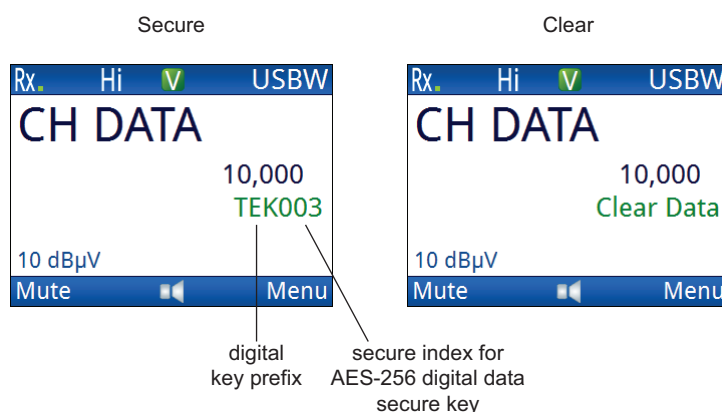 Secure
Clear
Rx. Hi V USBW
CH DATA
10,000
TEK003
10 dBµV
Mute Menu
Rx. Hi V USBW
CH DATA
10,000
Clear Data
10 dBµV
Mute Menu
digital
key prefix
secure index for
AES-256 digital data
secure key